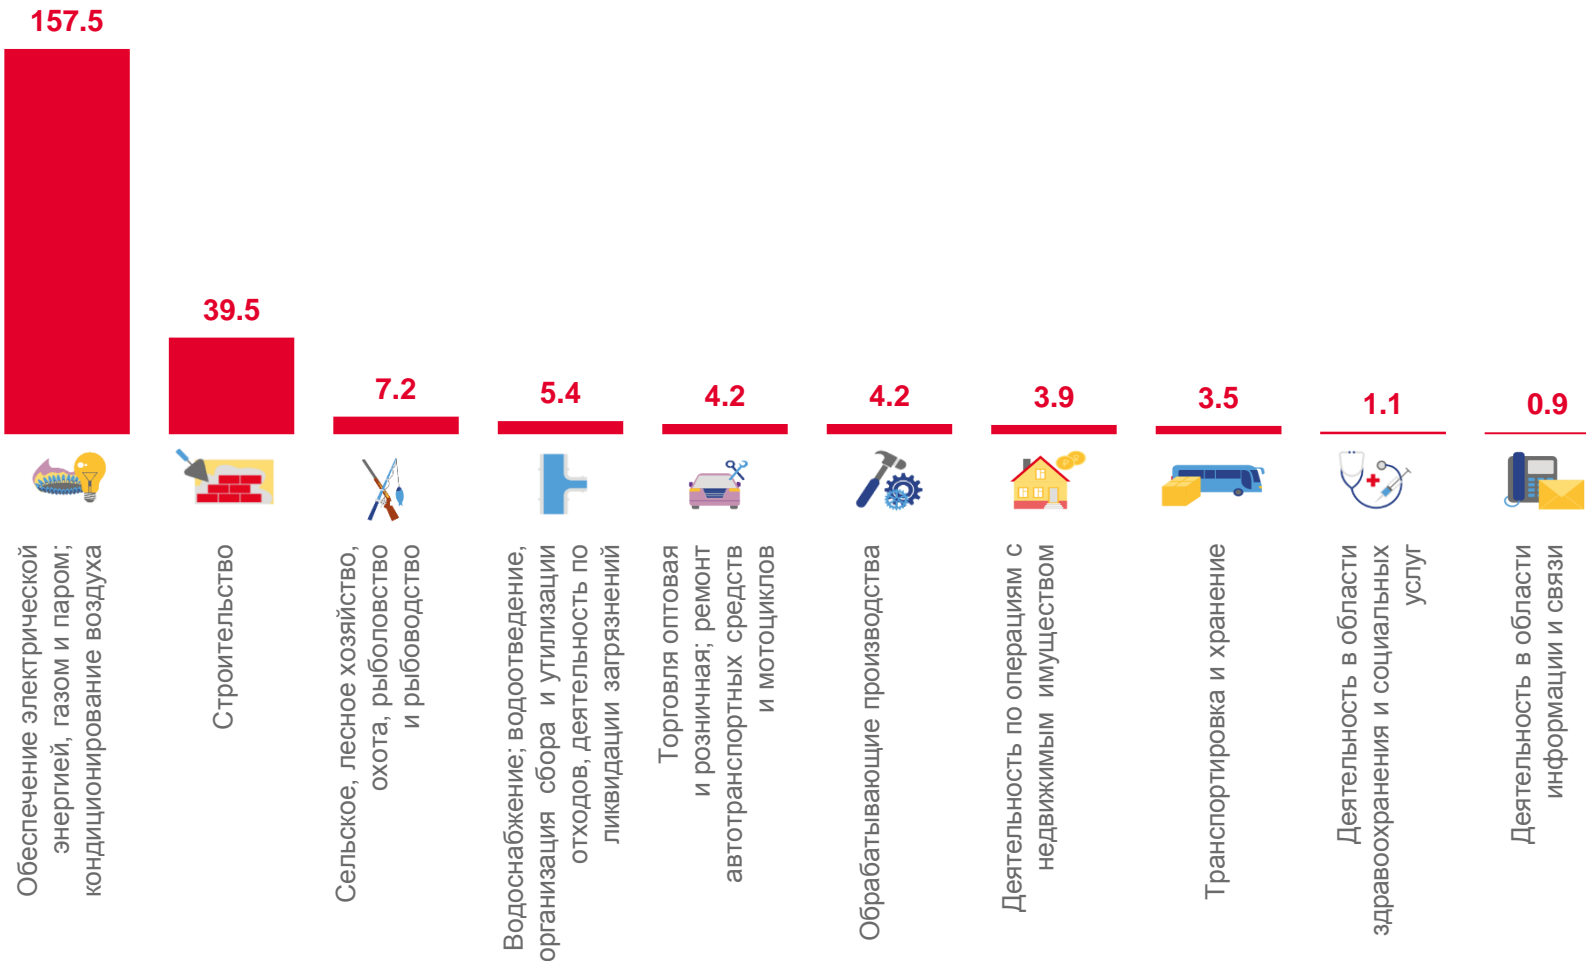 157.5
39.5
7.2
5.4
4.2
4.2
3.9
3.5
1.1
0.9
Обеспечение электрической
энергией, газом и паром;
кондиционирование воздуха
Строительство
Сельское, лесное хозяйство,
охота, рыболовство
и рыбоводство
Водоснабжение; водоотведение,
организация сбора и утилизации
отходов, деятельность по
ликвидации загрязнений
Торговля оптовая
и розничная; ремонт
автотранспортных средств
и мотоциклов
Обрабатывающие производства
Деятельность по операциям с
недвижимым имуществом
Транспортировка и хранение
Деятельность в области
здравоохранения и социальных
услуг
Деятельность в области
информации и связи